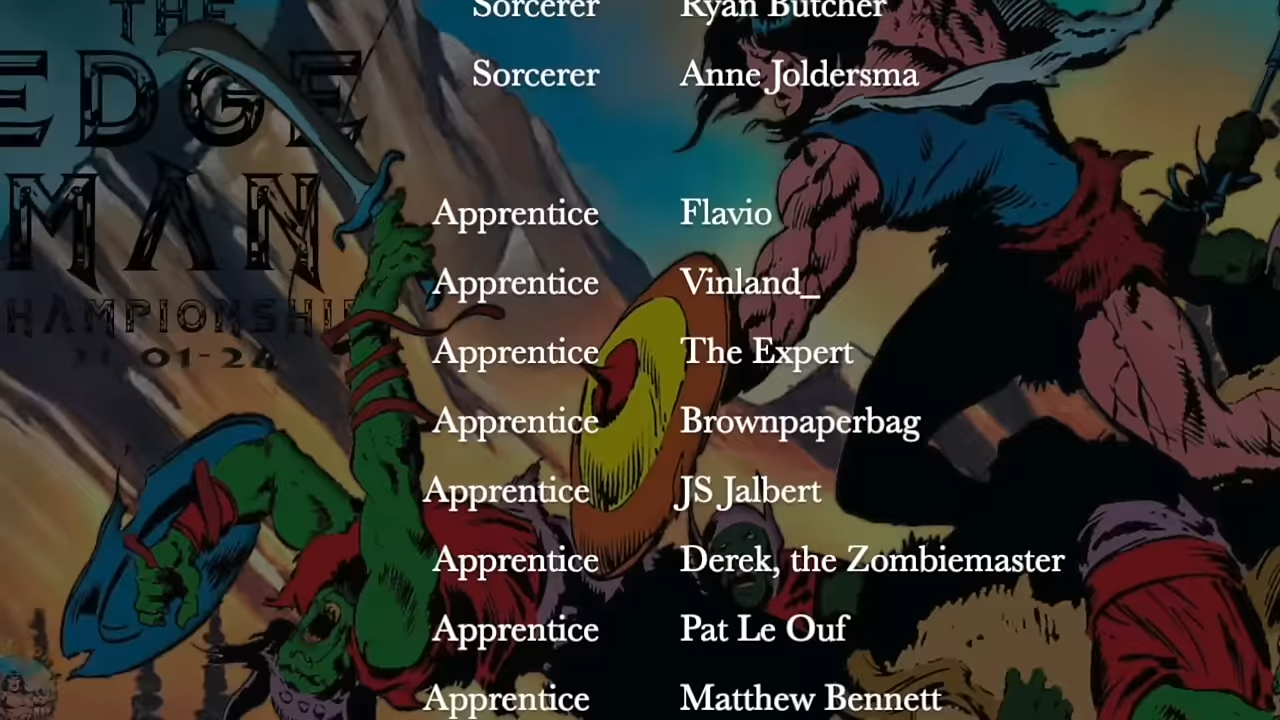 THE
EDGE
MAN
HAMPIONSHI
01-24
Sorcerer Ryan Butcher
Sorcerer Anne Joldersma
Apprentice Flavio
Apprentice Vinland_
Apprentice The Expert
Apprentice Brownpaperbag
Apprentice JS Jalbert
Apprentice Derek, the Zombiemaster
Apprentice Pat Le Ouf
Apprentice Matthew Bennett